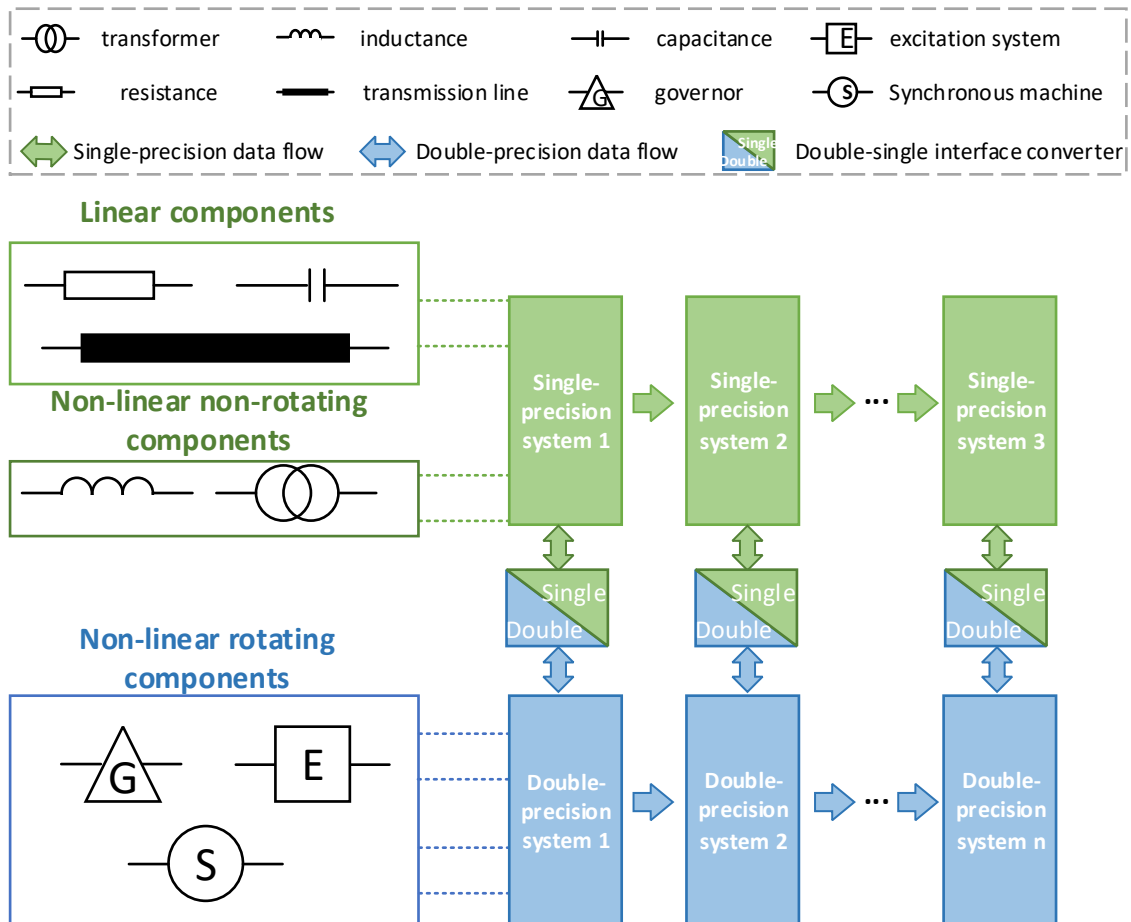 transformer
inductance
capacitance
E
excitation system
resistance
transmission line
G
governor
S
Synchronous machine
Single-precision data flow
Double-precision data flow
Single
Double
Double-single interface converter
Linear components
Non-linear non-rotating
components
Single-
precision
system 1
Single-
precision
system 2
...
Single-
precision
system 3
Single
Double
Single
Double
Single
Double
Non-linear rotating
components
G
E
S
Double-
precision
system 1
Double-
precision
system 2
...
Double-
precision
system n